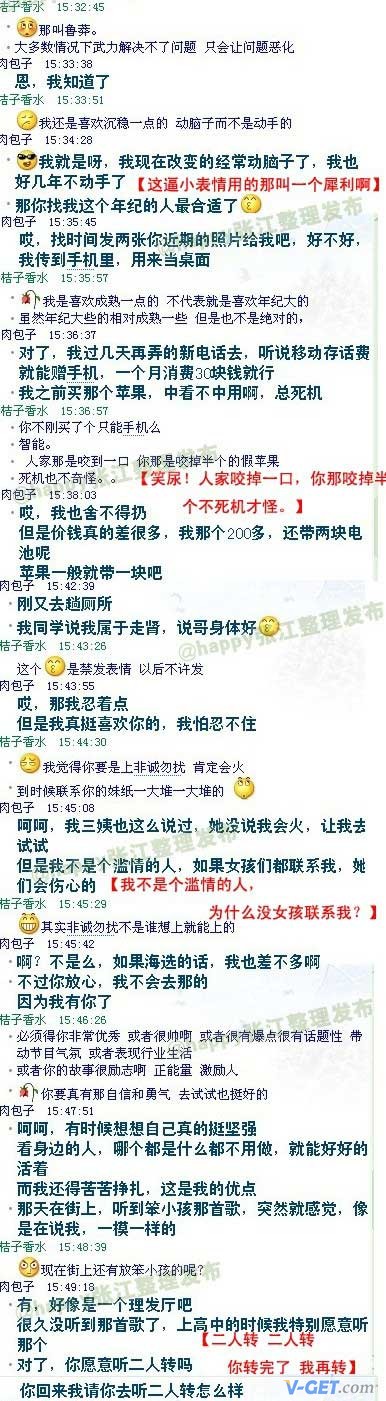 桔子香水 15:32:45
那叫鲁莽。
大多数情况下武力解决不了问题 只会让问题恶化
肉包子 15:33:38
恩，我知道了
桔子香水 15:33:51
我还是喜欢沉稳一点的 动脑子而不是动手的
肉包子 15:34:28
我就是呀，我现在改变的经常动脑子了，我也
好几年不动手了【这逼小表情用的那叫一个犀利啊】
那你找我这个年纪的人最合适了
肉包子 15:35:45
哎，找时间发两张你近期的照片给我吧，好不好，
我传到手机里，用来当桌面
桔子香水 15:35:57
我是喜欢成熟一点的 不代表就是喜欢年纪大的
虽然年纪大些的相对成熟一些 但是也不是绝对的，
肉包子 15:36:37
对了，我过几天再弄的新电话去，听说移动存话费
就能赠手机，一个月消费30块钱就行
我之前买那个苹果，中看不中用啊，总死机
桔子香水 15:36:57
你不刚买了个只能手机么
智能。
人家那是咬到一口 你那是咬掉半个的假苹果
死机也不奇怪。。【笑尿！人家咬掉一口，你那咬掉半
个不死机才怪。】
肉包子 15:38:03
哎，我也舍不得扔
但是价钱真的差很多，我那个200多，还带两块电
池呢
苹果一般就带一块吧
肉包子 15:42:39
刚又去趟厕所
我同学说我属于走肾，说哥身体好
@happy张江整理发布
桔子香水 15:43:26
这个 是禁发表情 以后不许发
肉包子 15:43:55
哎，那我忍着点
但是我真挺喜欢你的，我怕忍不住
桔子香水 15:44:30
我觉得你要是上非诚勿扰 肯定会火
到时候联系你的妹纸一大堆一大堆的
肉包子 15:45:08
呵呵，我三姨也这么说过，她没说我会火，让我去
试试
但是我不是个滥情的人，如果女孩们都联系我，她
们会伤心的【我不是个滥情的人，
为什么没女孩联系我？】
桔子香水 15:45:29
其实非诚勿扰不是谁想上就能上的
肉包子 15:45:42
啊？不是么，如果海选的话，我也差不多啊
不过你放心，我不会去那的
因为我有你了
桔子香水 15:46:26
必须得你非常优秀 或者很帅啊 或者很有爆点很有话题性 带
动节目气氛 或者表现行业生活
或者你的故事很励志啊 正能量 激励人
你要真有那自信和勇气 去试试也挺好的
肉包子 15:47:51
呵呵，有时候想想自己真的挺坚强
看身边的人，哪个都是什么都不用做，就能好好的
活着
而我还得苦苦挣扎，这是我的优点
那天在街上，听到笨小孩那首歌，突然就感觉，像
是在说我，一摸一样的
桔子香水 15:48:39
现在街上还有放笨小孩的呢？
肉包子 15:49:18
有，好像是一个理发厅吧
很久没听到那首歌了，上高中的时候我特别愿意听
那个
【二人转 二人转
对了，你愿意听二人转吗 你转完了 我再转】
你回来我请你去听二人转怎么样
V-GET.com